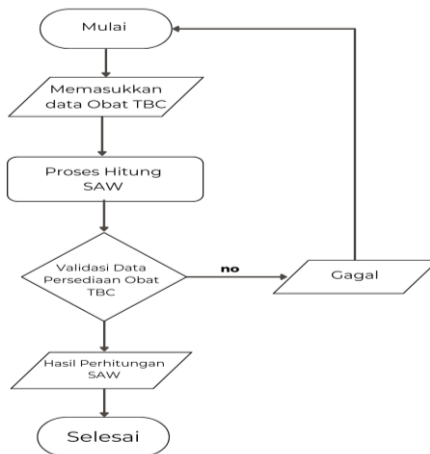 Mulai
Memasukkan
data Obat TBC
Proses Hitung
SAW
Validasi Data
Persediaan Obat
TBC
no
Gagal
Hasil Perhitungan
SAW
Selesai